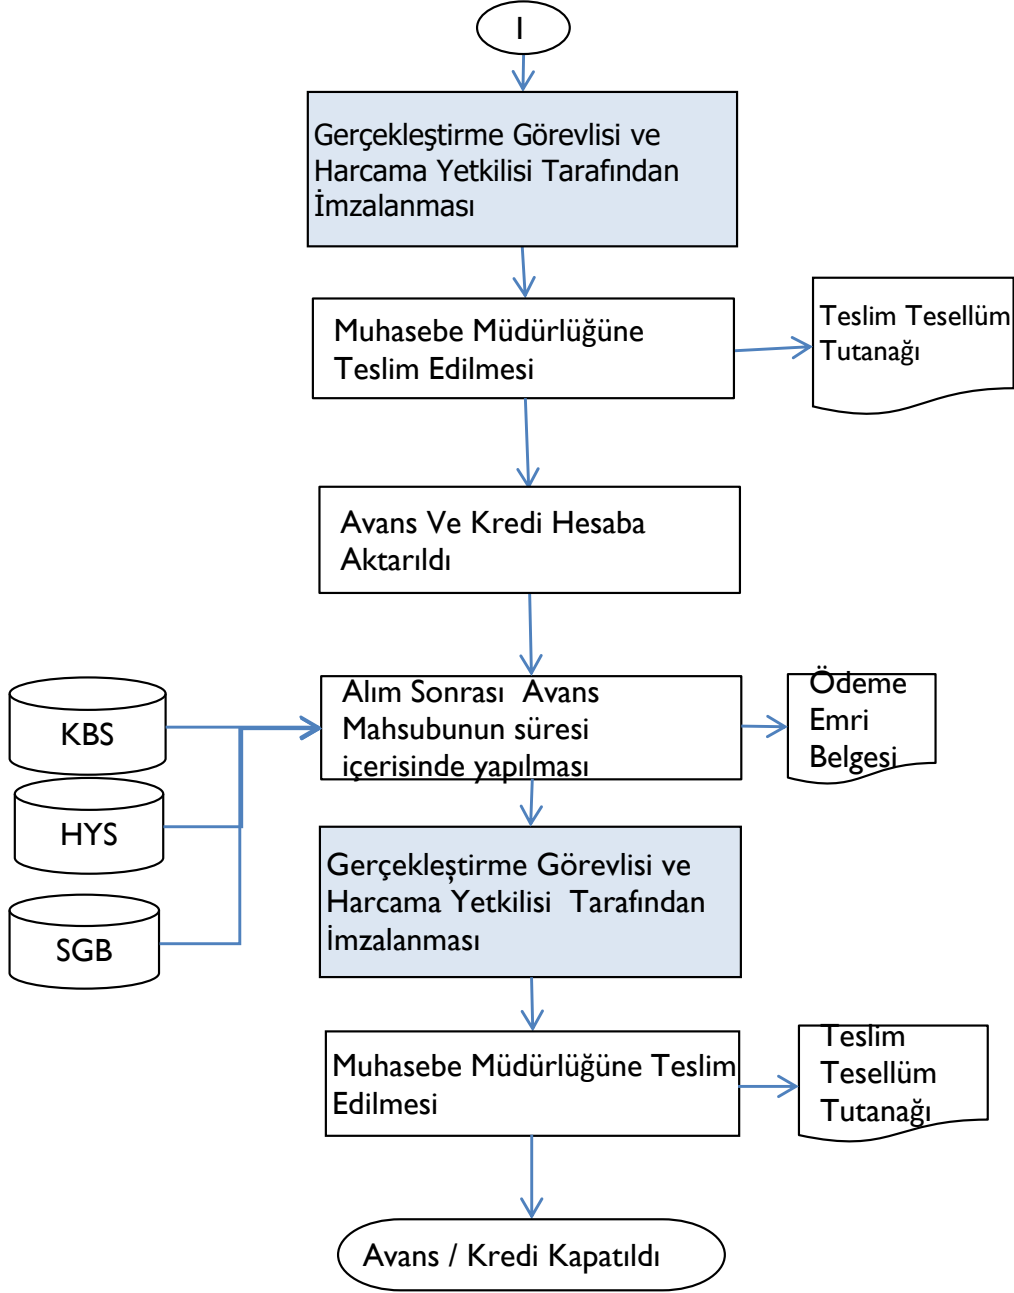 I
Gerçekleştirme Görevlisi ve
Harcama Yetkilisi Tarafından
İmzalanması
Muhasebe Müdürlüğüne
Teslim Edilmesi
Teslim Tesellüm
Tutanağı
Avans Ve Kredi Hesaba
Aktarıldı
KBS
HYS
SGB
Alım Sonrası  Avans
Mahsubunun süresi
içerisinde yapılması
Ödeme
Emri
Belgesi
Gerçekleştirme Görevlisi ve
Harcama Yetkilisi  Tarafından
İmzalanması
Muhasebe Müdürlüğüne Teslim
Edilmesi
Teslim
Tesellüm
Tutanağı
Avans / Kredi Kapatıldı